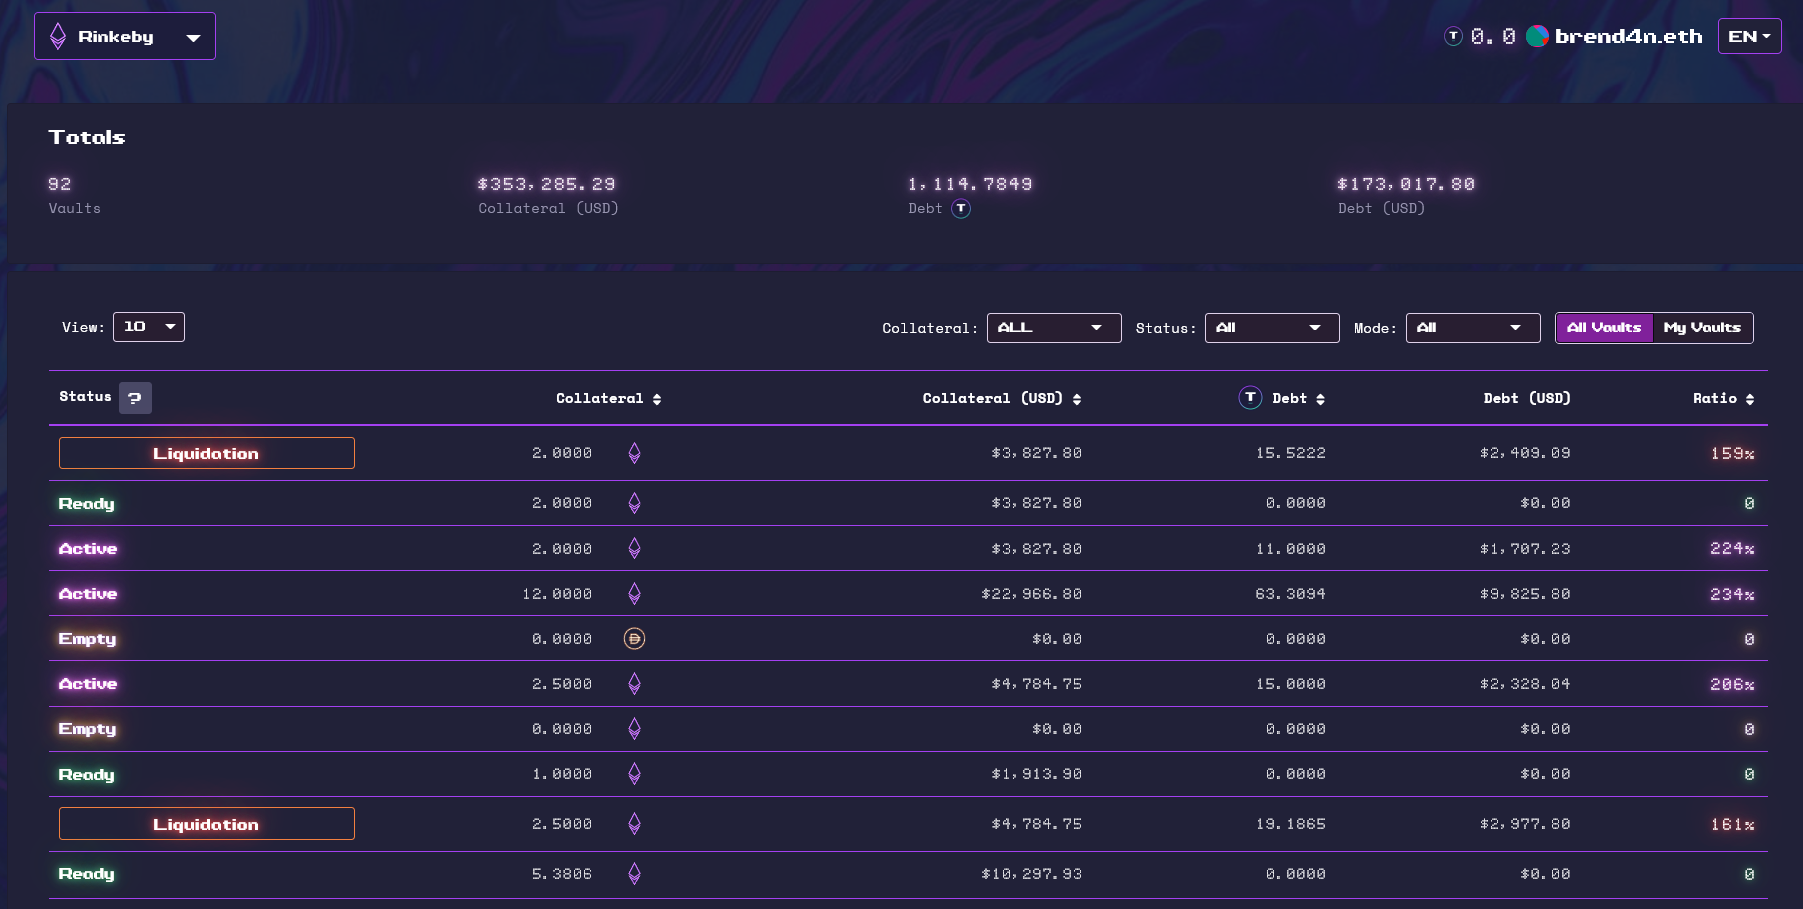 Rinkeby T 0.0 brend4n.eth EN
Totals
92 $353,285.29 1,114.7849 $173,017.80
Vaults Collateral (USD) Debt T Debt (USD)
View: 10 Collateral: ALL Status: All Mode: All All Vaults My Vaults
Status ? Collateral Collateral (USD) T Debt Debt (USD) Ratio
Liquidation 2.0000 $3,827.80 15.5222 $2,409.09 159%
Ready 2.0000 $3,827.80 0.0000 $0.00 0
Active 2.0000 $3,827.80 11.0000 $1,707.23 224%
Active 12.0000 $22,966.80 63.3094 $9,825.80 234%
Empty 0.0000 $0.00 0.0000 $0.00 0
Active 2.5000 $4,784.75 15.0000 $2,328.04 206%
Empty 0.0000 $0.00 0.0000 $0.00 0
Ready 1.0000 $1,913.90 0.0000 $0.00 0
Liquidation 2.5000 $4,784.75 19.1865 $2,977.80 161%
Ready 5.3806 $10,297.93 0.0000 $0.00 0